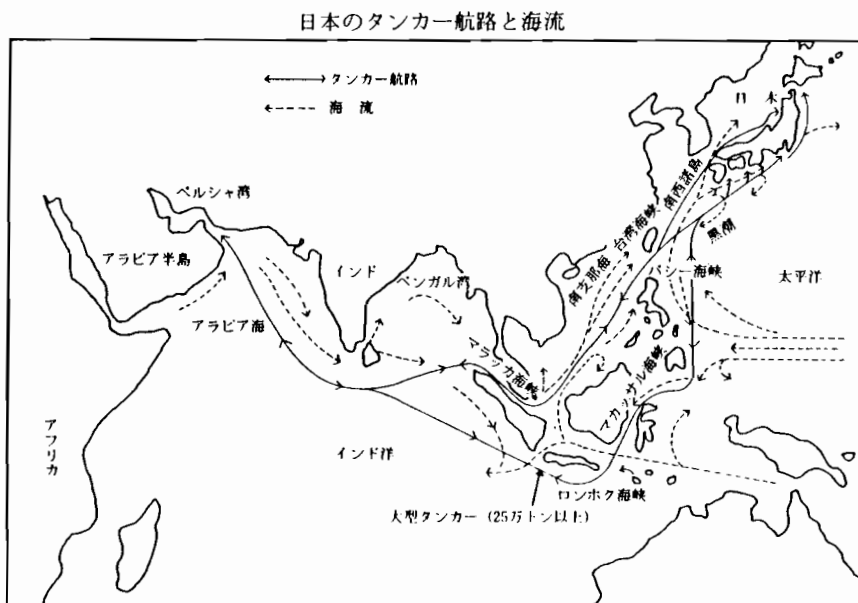 日本のタンカー航路と海流
タンカー航路
海流
日本
ペルシャ湾
アラビア半島
インド
ベンガル湾
アラビア海
南支那海
台湾海峡
南西諸島
黒潮
バシー海峡
太平洋
マラッカ海峡
マカッサル海峡
アフリカ
インド洋
ロンボク海峡
大型タンカー (25万トン以上)